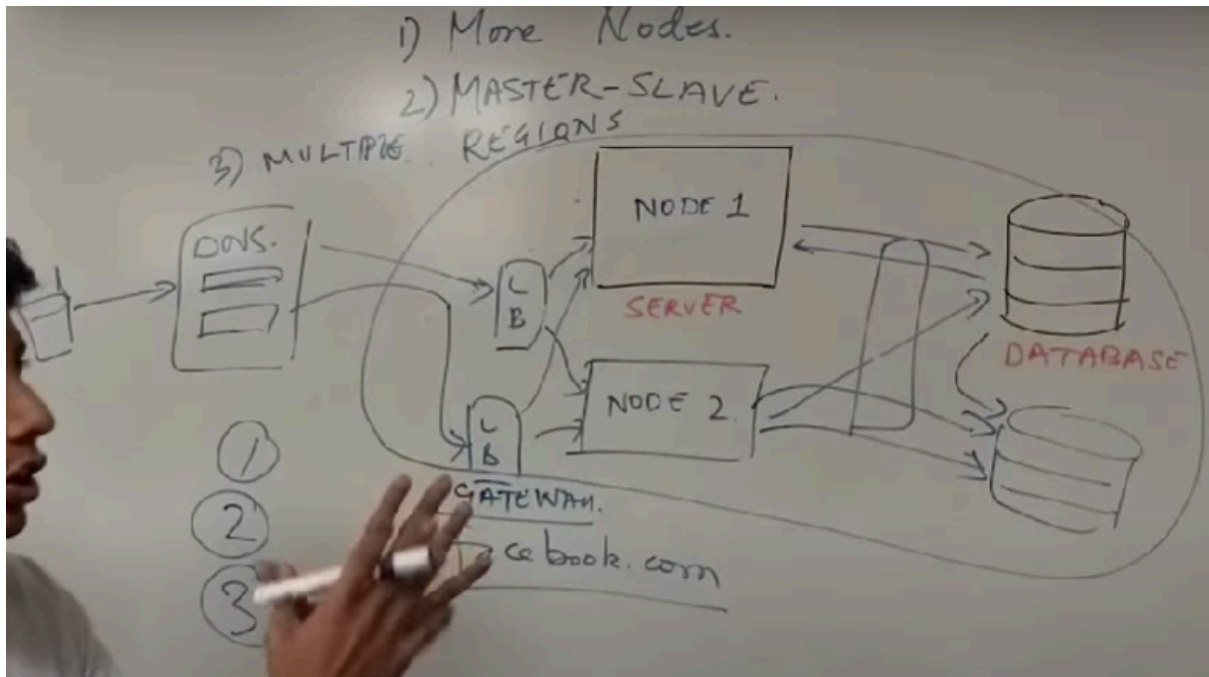 1) More Nodes.
2) MASTER-SLAVE.
3) MULTIPLE REGIONS
DNS.
L
B
NODE 1
SERVER
DATABASE
NODE 2.
L
B
GATEWAY.
facebook.com
1
2
3